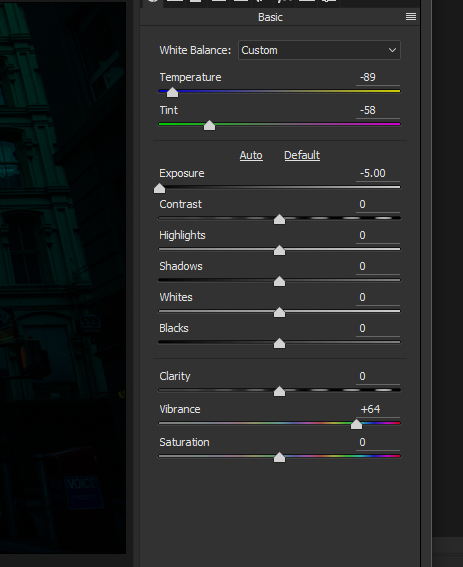 Basic
White Balance: Custom
Temperature -89
Tint -58
Auto Default
Exposure -5.00
Contrast 0
Highlights 0
Shadows 0
Whites 0
Blacks 0
Clarity 0
Vibrance +64
Saturation 0